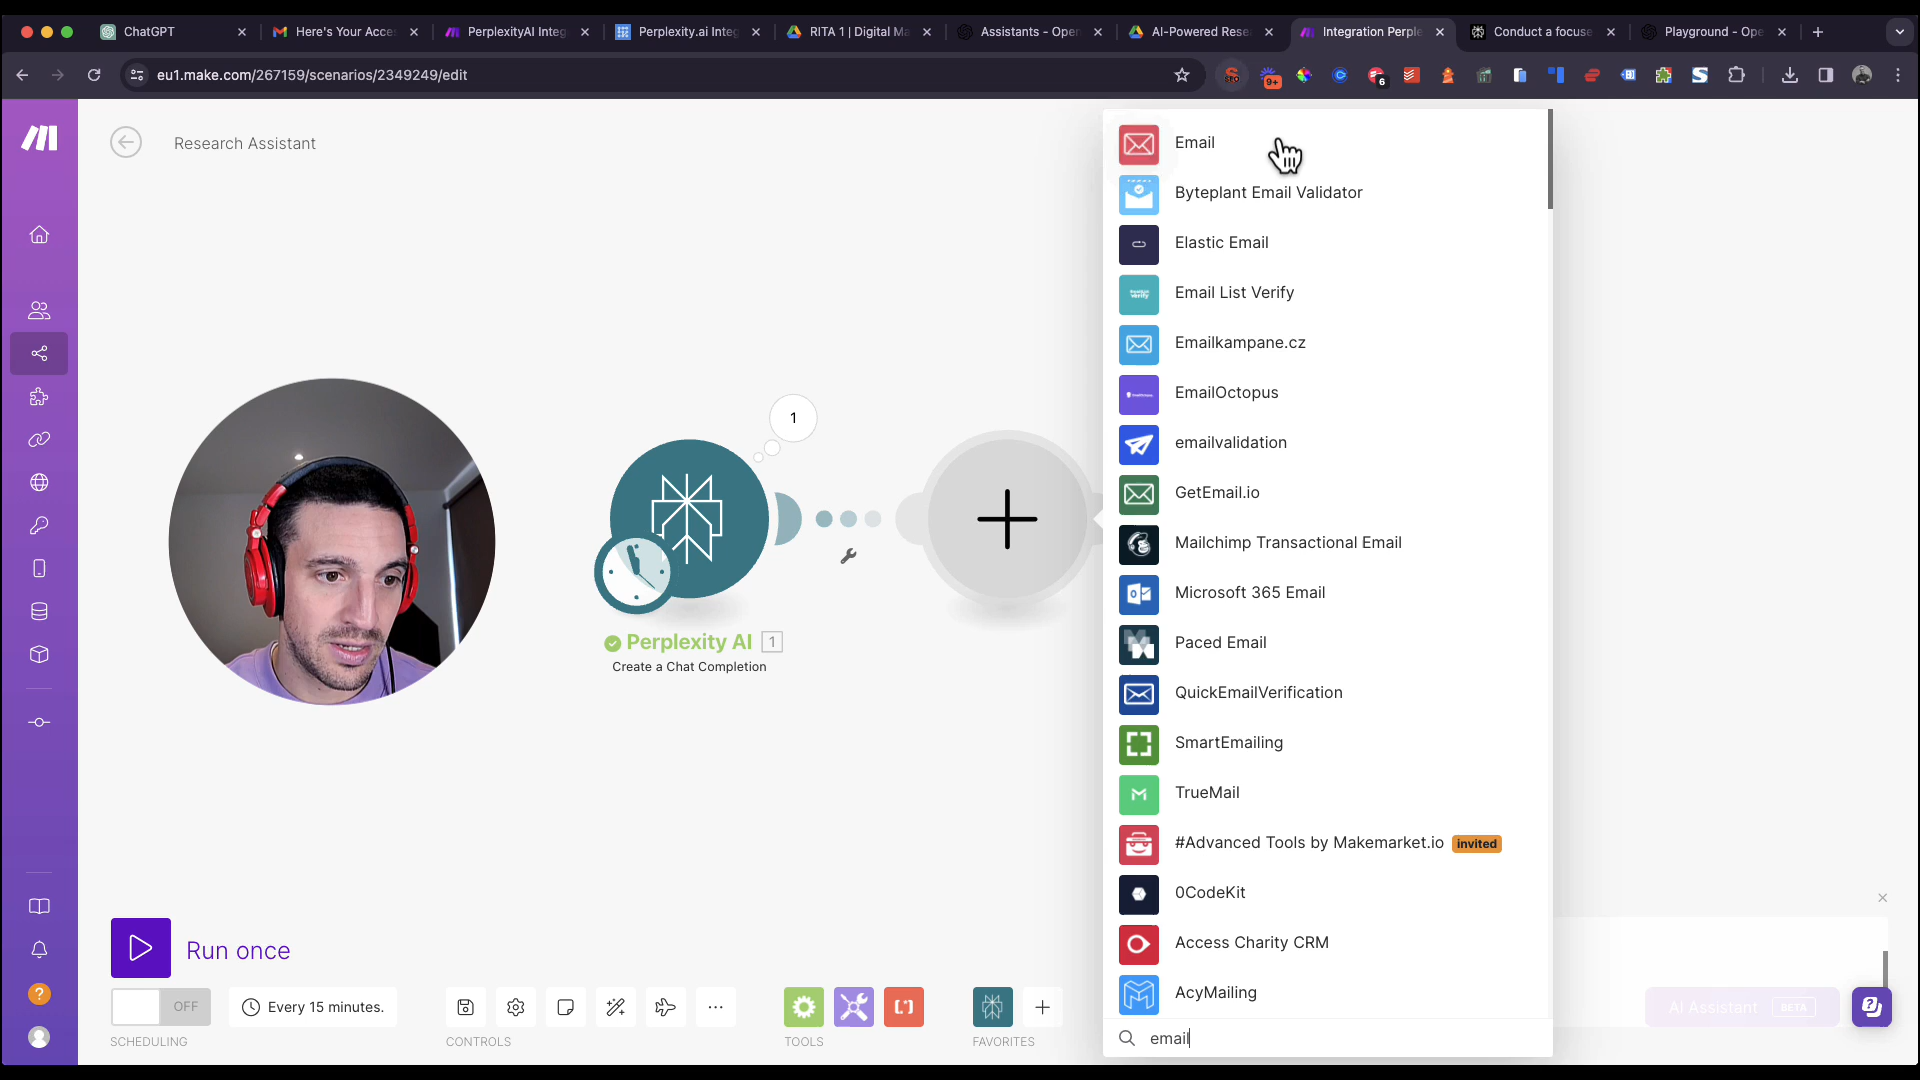 ChatGPT
Here's Your Acce
PerplexityAI Integ
Perplexity.ai Integ
RITA 1 | Digital Ma
Assistants - Open
AI-Powered Rese
Integration Perple
Conduct a focuse
Playground - Ope
eu1.make.com/267159/scenarios/2349249/edit
SEO
9+
6
Research Assistant
Email
Byteplant Email Validator
Elastic Email
Email List Verify
Emailkampane.cz
EmailOctopus
emailvalidation
GetEmail.io
Mailchimp Transactional Email
Microsoft 365 Email
Paced Email
QuickEmailVerification
SmartEmailing
TrueMail
#Advanced Tools by Makemarket.io invited
0CodeKit
Access Charity CRM
AcyMailing
email
1
Perplexity AI 1
Create a Chat Completion
Run once
OFF
Every 15 minutes.
SCHEDULING
CONTROLS
TOOLS
FAVORITES
AI Assistant BETA